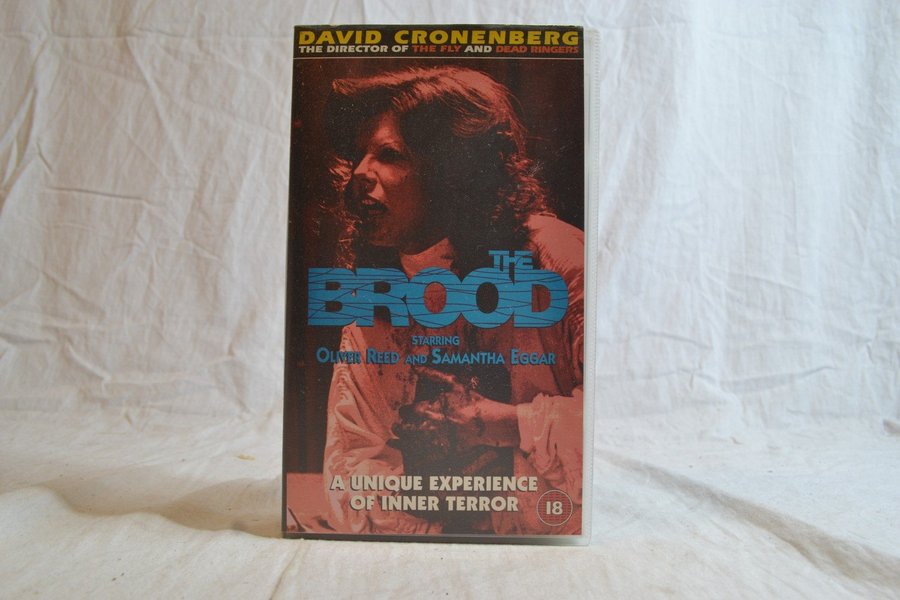 DAVID CRONENBERG
THE DIRECTOR OF THE FLY AND DEAD RINGERS
THE
BROOD
STARRING
OLIVER REED AND SAMANTHA EGGAR
A UNIQUE EXPERIENCE
OF INNER TERROR
18